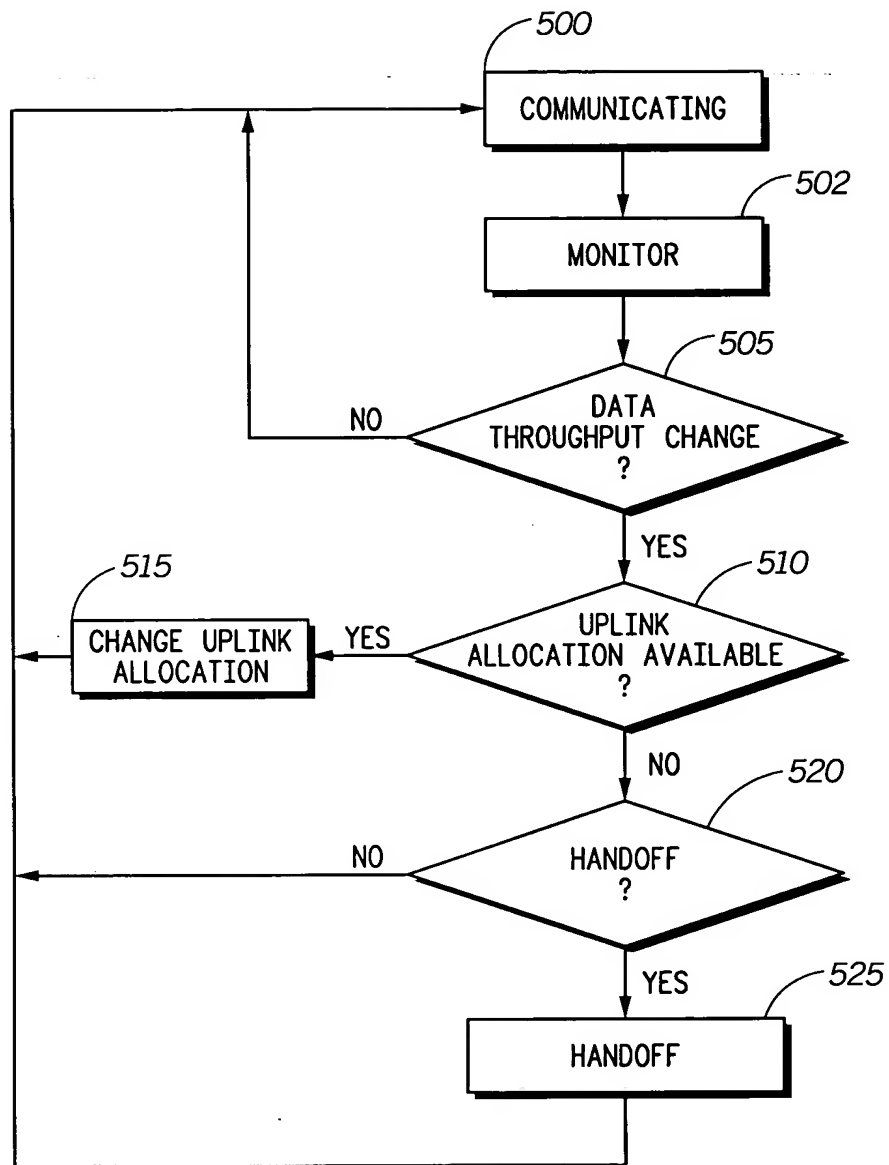 500
COMMUNICATING
502
MONITOR
505
DATA
THROUGHPUT CHANGE
?
NO
YES
510
UPLINK
ALLOCATION AVAILABLE
?
YES
515
CHANGE UPLINK
ALLOCATION
NO
520
HANDOFF
?
NO
YES
525
HANDOFF